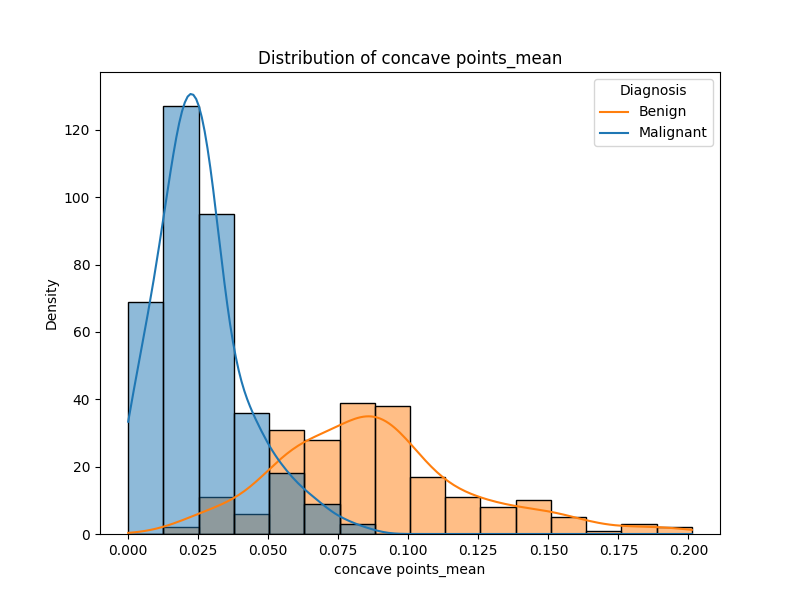 Distribution of concave points_mean
Diagnosis
Benign
Malignant
Density
120
100
80
60
40
20
0
0.000 0.025 0.050 0.075 0.100 0.125 0.150 0.175 0.200
concave points_mean